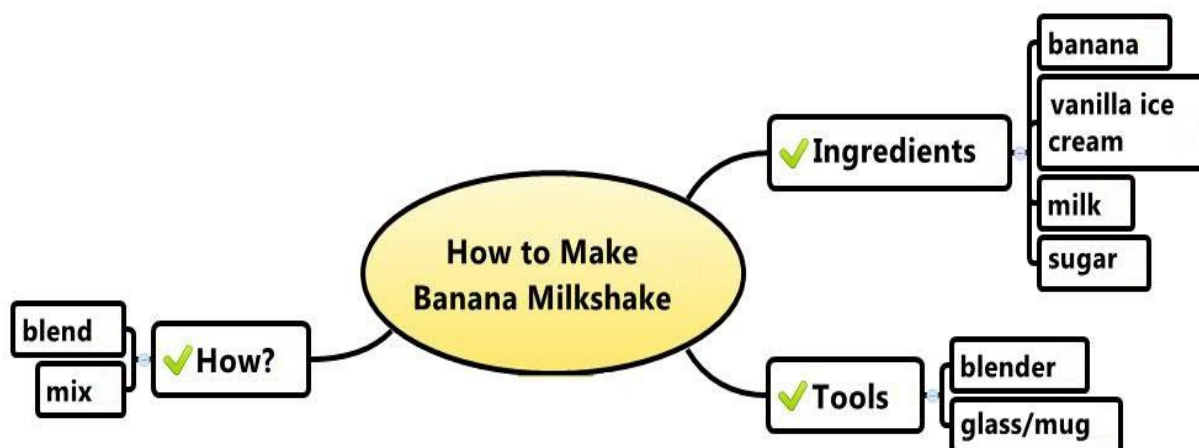 How to Make
Banana Milkshake
Ingredients
banana
vanilla ice
cream
milk
sugar
Tools
blender
glass/mug
How?
blend
mix